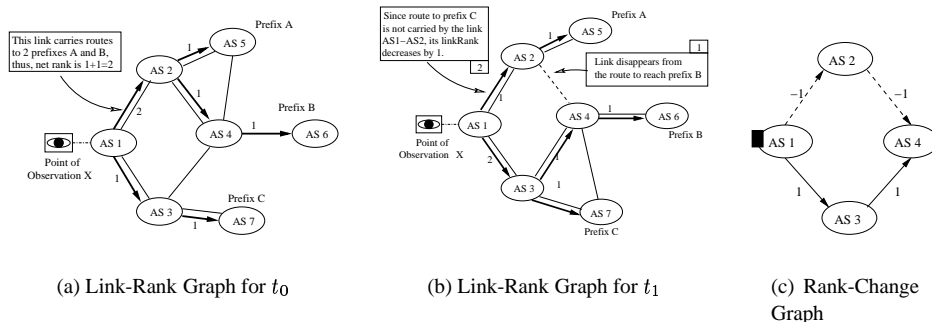 This link carries routes
to 2 prefixes A and B,
thus, net rank is 1+1=2
Prefix A
AS 5
1
AS 2
1
2
Prefix B
AS 1
AS 4
1
AS 6
Point of
Observation X
1
Prefix C
AS 3
1
AS 7
(a) Link-Rank Graph for t0
Since route to prefix C
is not carried by the link
AS1−AS2, its linkRank
decreases by 1.
2
Prefix A
1
AS 5
AS 2
1
Link disappears from
the route to reach prefix B
1
AS 1
AS 4
1
AS 6
Prefix B
Point of
Observation X
2
1
AS 3
1
AS 7
Prefix C
(b) Link-Rank Graph for t1
AS 2
−1
−1
AS 1
AS 4
1
1
AS 3
(c) Rank-Change
Graph